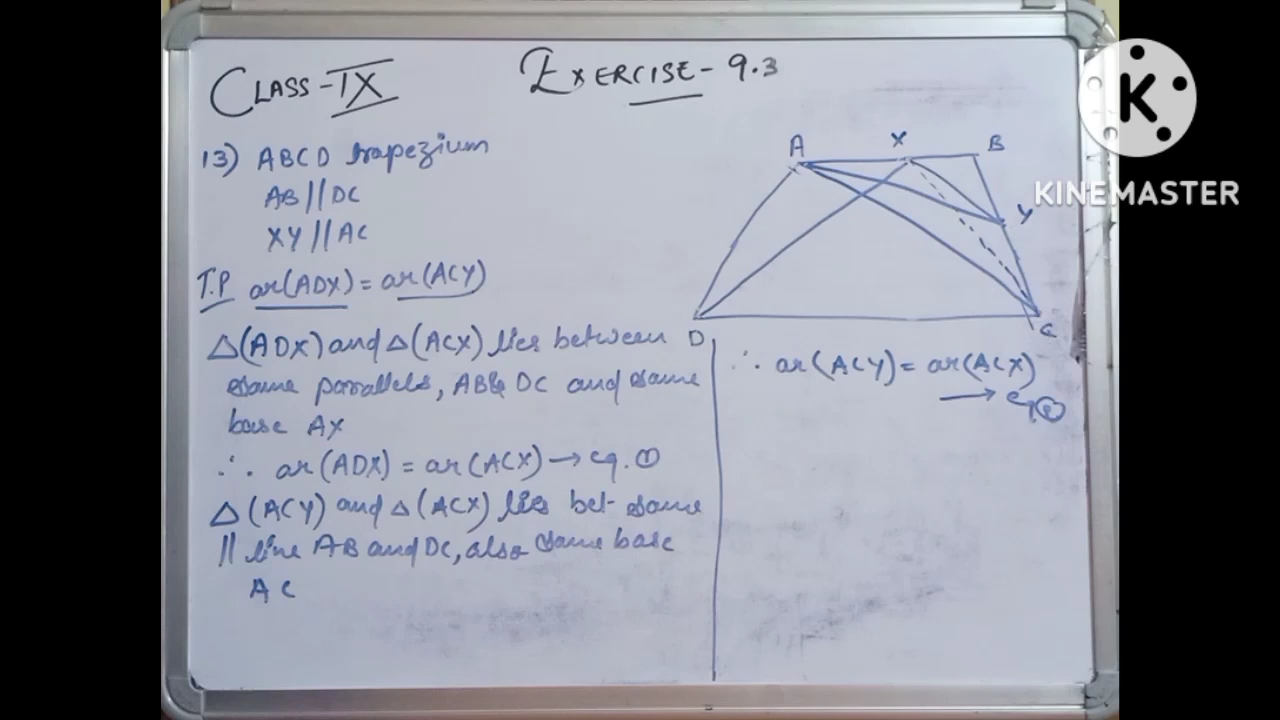 CLASS-IX
EXERCISE-9.3
13) ABCD trapezium
AB//DC
XY//AC
T.P ar(ADX)=ar(ACY)
△(ADX) and △(ACX) lies between
same parallels, AB& DC and same
base AX
∴ ar(ADX) = ar(ACX) → eq. ①
△(ACY) and △(ACX) lies bet- same
// line AB and DC, also same base
AC
A X B
Y
D C
∴ ar(ACY) = ar(ACX)
→ eq ②
K
KINEMASTER